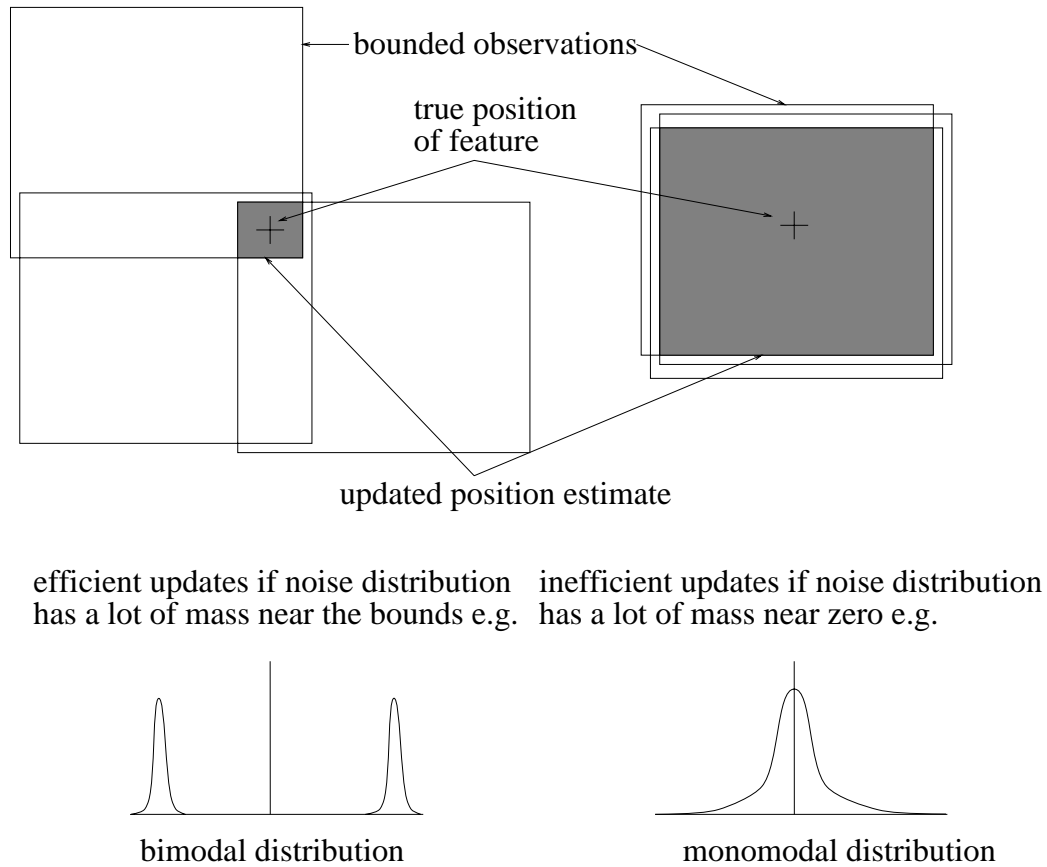 bounded observations
true position
of feature
updated position estimate
efficient updates if noise distribution
has a lot of mass near the bounds e.g.
inefficient updates if noise distribution
has a lot of mass near zero e.g.
bimodal distribution
monomodal distribution